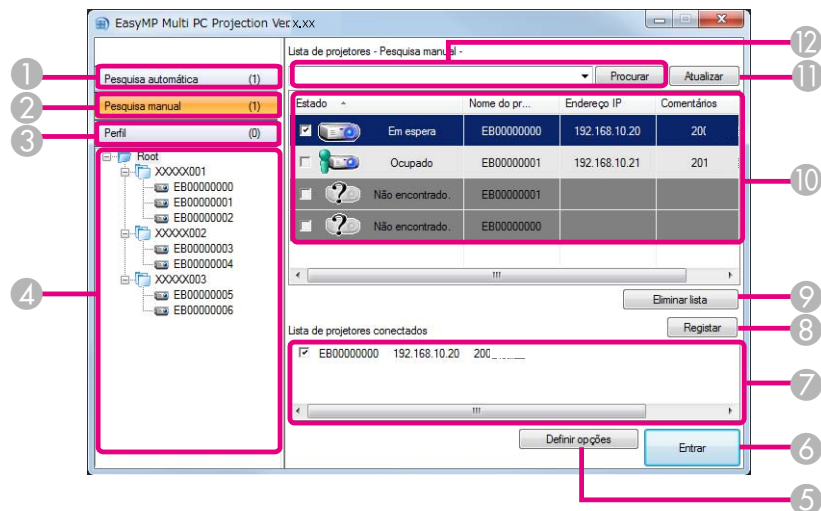 EasyMP Multi PC Projection Ver.x.xx
Lista de projetores - Pesquisa manual -
12
1
Pesquisa automática (1)
Procurar
Atualizar
11
2
Pesquisa manual (1)
3
Perfil (0)
Estado Nome do pr... Endereço IP Comentários
Em espera EB00000000 192.168.10.20 20
Ocupado EB00000001 192.168.10.21 201
Não encontrado. EB00000001
Não encontrado. EB00000000
10
4
Root
XXXXX001
EB00000000
EB00000001
EB00000002
XXXXX002
EB00000003
EB00000004
XXXXX003
EB00000005
EB00000006
Eliminar lista
9
Registar
8
Lista de projetores conectados
EB00000000 192.168.10.20 200
7
Definir opções
Entrar
6
5